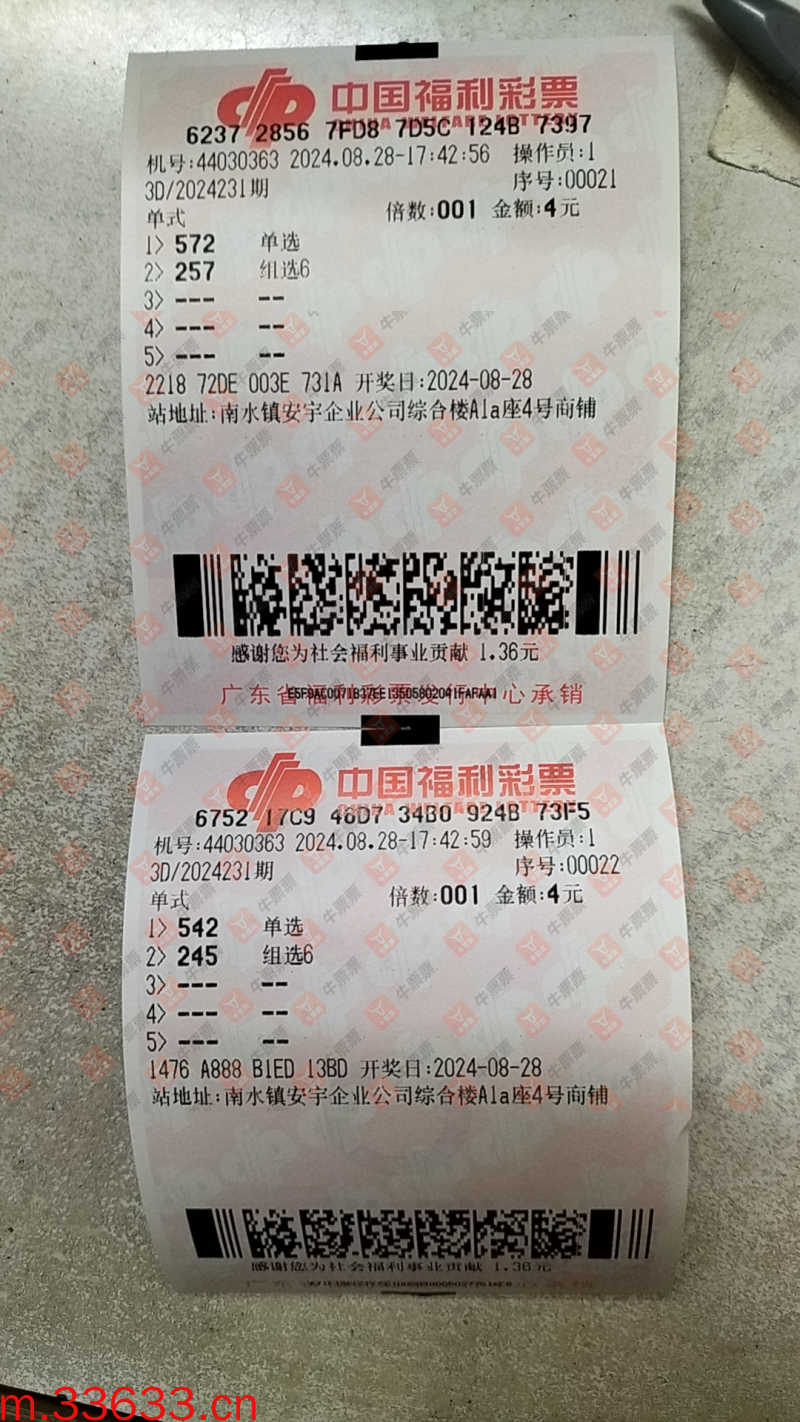 中国福利彩票
CHINA WELFARE LOTTERY
6237 2856 7FD8 7D5C 124B 7397
机号:44030363 2024.08.28-17:42:56 操作员:1
3D/2024231期 序号:00021
单式 倍数:001 金额:4元
1> 572 单选
2> 257 组选6
3> --- --
4> --- --
5> --- --
2218 72DE 003E 731A 开奖日:2024-08-28
站地址:南水镇安宇企业公司综合楼A1a座4号商铺
感谢您为社会福利事业贡献 1.36元
广东省福利彩票发行中心承销
中国福利彩票
CHINA WELFARE LOTTERY
6752 17C9 46D7 34B0 924B 73F5
机号:44030363 2024.08.28-17:42:59 操作员:1
3D/2024231期 序号:00022
单式 倍数:001 金额:4元
1> 542 单选
2> 245 组选6
3> --- --
4> --- --
5> --- --
1476 A888 B1ED 13BD 开奖日:2024-08-28
站地址:南水镇安宇企业公司综合楼A1a座4号商铺
感谢您为社会福利事业贡献 1.36元
牛票票
m.33633.cn